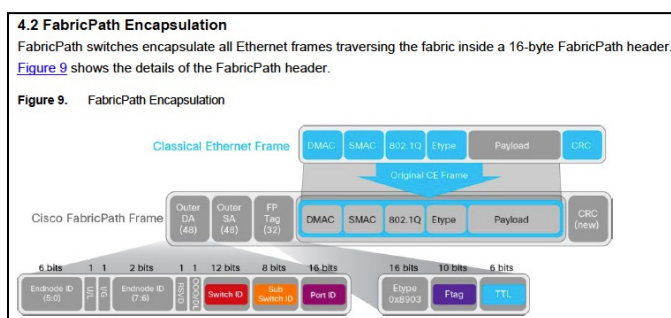 4.2 FabricPath Encapsulation
FabricPath switches encapsulate all Ethernet frames traversing the fabric inside a 16-byte FabricPath header.
Figure 9 shows the details of the FabricPath header.
Figure 9. FabricPath Encapsulation
Classical Ethernet Frame DMAC SMAC 802.1Q Etype Payload CRC
Original CE Frame
Cisco FabricPath Frame Outer DA (48) Outer SA (48) FP Tag (32) DMAC SMAC 802.1Q Etype Payload CRC (new)
6 bits 1 1 2 bits 1 1 12 bits 8 bits 16 bits 16 bits 10 bits 6 bits
Endnode ID (5:0) U/L I/G Endnode ID (7:6) RSVD OOO/DL Switch ID Sub Switch ID Port ID Etype 0x8903 Ftag TTL